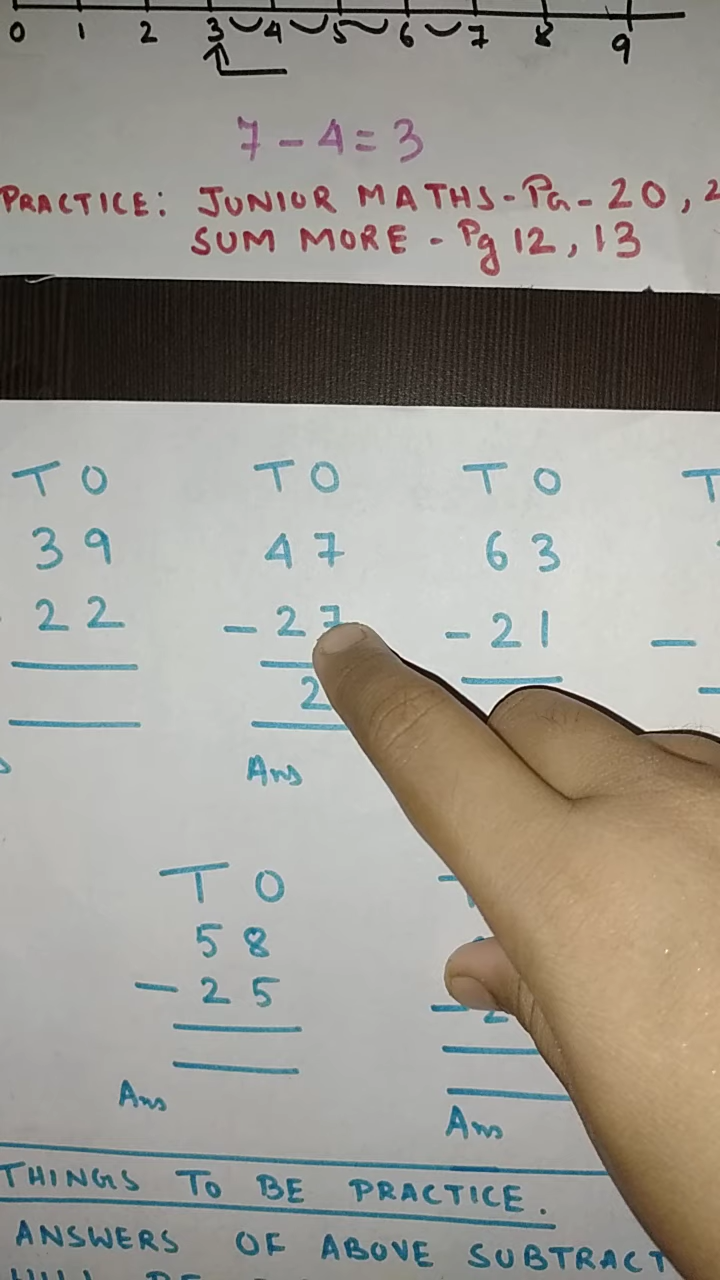 0 1 2 3 4 5 6 7 8 9
7 - 4 = 3
PRACTICE: JUNIOR MATHS - Pg - 20,
SUM MORE - Pg 12, 13
T O T O T O T
39 47 63
22 - 27 - 21 -
2
Ans
T O
58
- 25
Ans
Ans
THINGS TO BE PRACTICE.
ANSWERS OF ABOVE